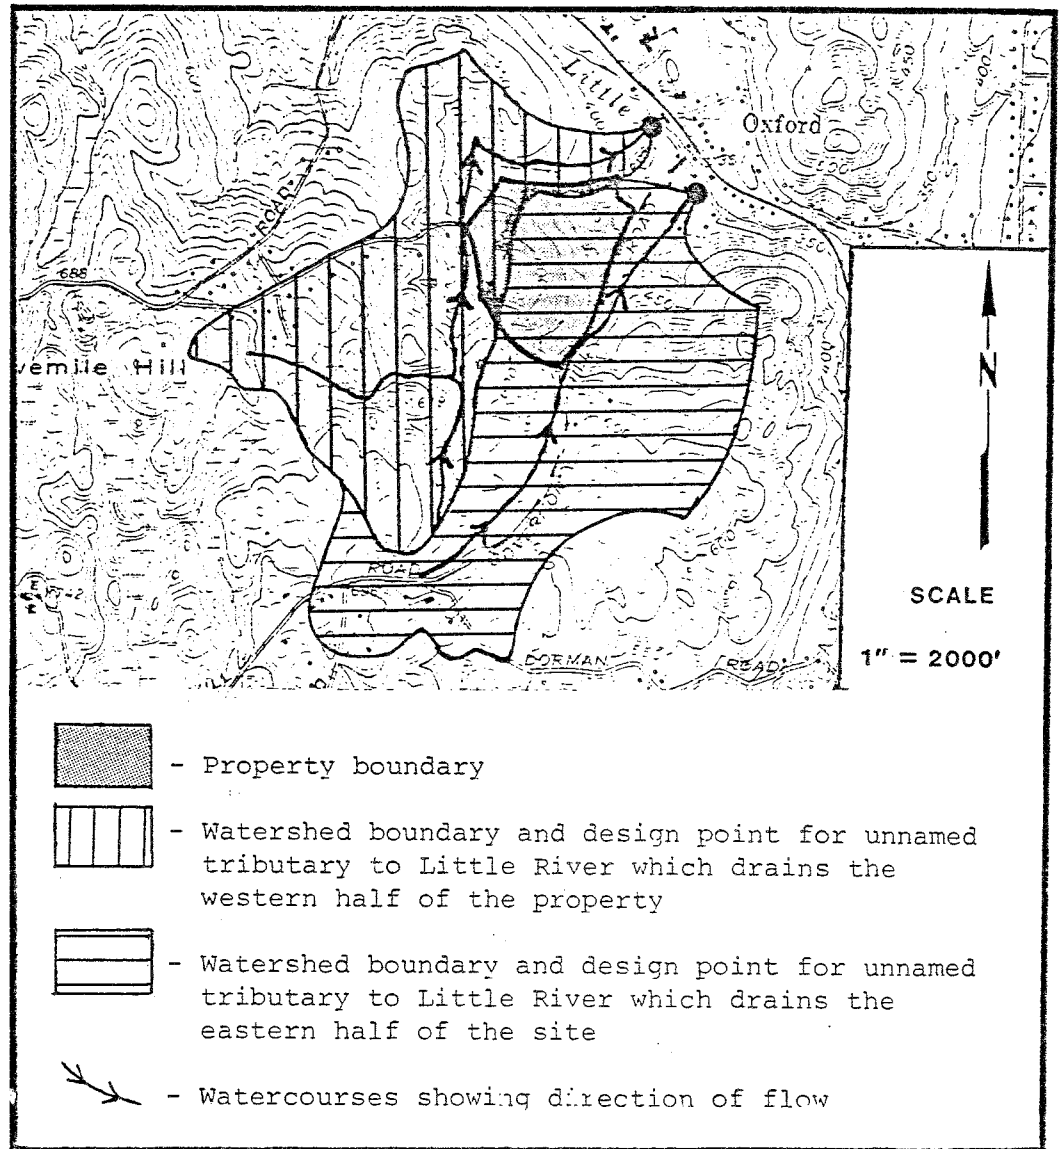 Little
Oxford
ROAD
688
vemile Hill
550
ROAD
DORMAN
ROAD
N
SCALE
1" = 2000'
- Property boundary
- Watershed boundary and design point for unnamed
tributary to Little River which drains the
western half of the property
- Watershed boundary and design point for unnamed
tributary to Little River which drains the
eastern half of the site
- Watercourses showing direction of flow